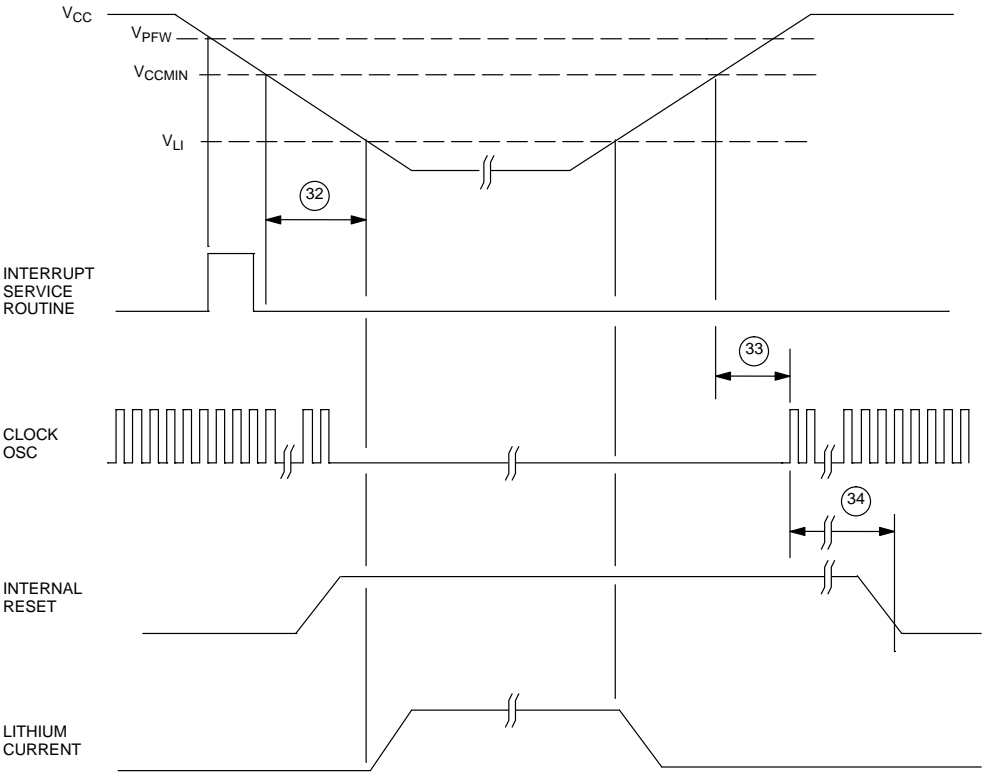 VCC
VPFW
VCCMIN
VLI
32
INTERRUPT
SERVICE
ROUTINE
33
CLOCK
OSC
34
INTERNAL
RESET
LITHIUM
CURRENT